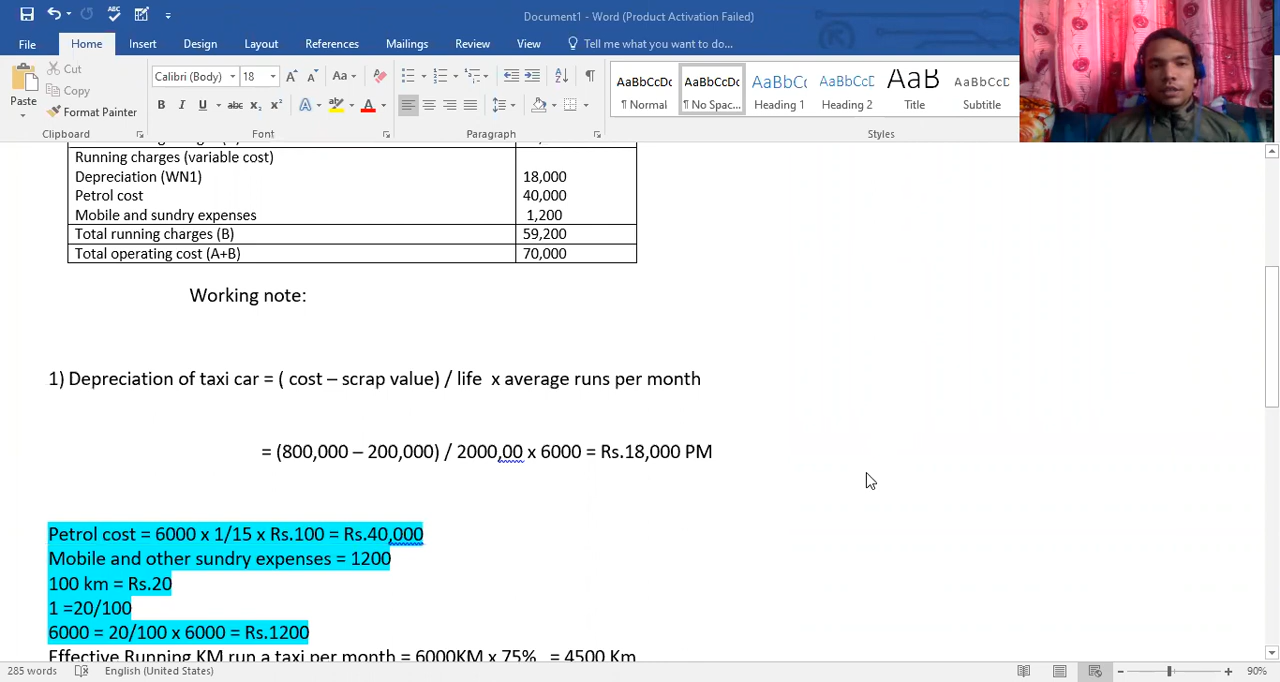 Document1 - Word (Product Activation Failed)
File Home Insert Design Layout References Mailings Review View Tell me what you want to do...
Paste
Cut
Copy
Format Painter
Calibri (Body) 18
Clipboard Font Paragraph Styles
AaBbCcDc AaBbCcDc AaBbCc AaBbCcC AaB AaBbCcD
¶ Normal ¶ No Spac... Heading 1 Heading 2 Title Subtitle
Running charges (variable cost)
Depreciation (WN1) 18,000
Petrol cost 40,000
Mobile and sundry expenses 1,200
Total running charges (B) 59,200
Total operating cost (A+B) 70,000
Working note:
1) Depreciation of taxi car = ( cost – scrap value) / life x average runs per month
= (800,000 – 200,000) / 2000,00 x 6000 = Rs.18,000 PM
Petrol cost = 6000 x 1/15 x Rs.100 = Rs.40,000
Mobile and other sundry expenses = 1200
100 km = Rs.20
1 =20/100
6000 = 20/100 x 6000 = Rs.1200
Effective Running KM run a taxi per month = 6000KM x 75% = 4500 Km
285 words English (United States) 90%